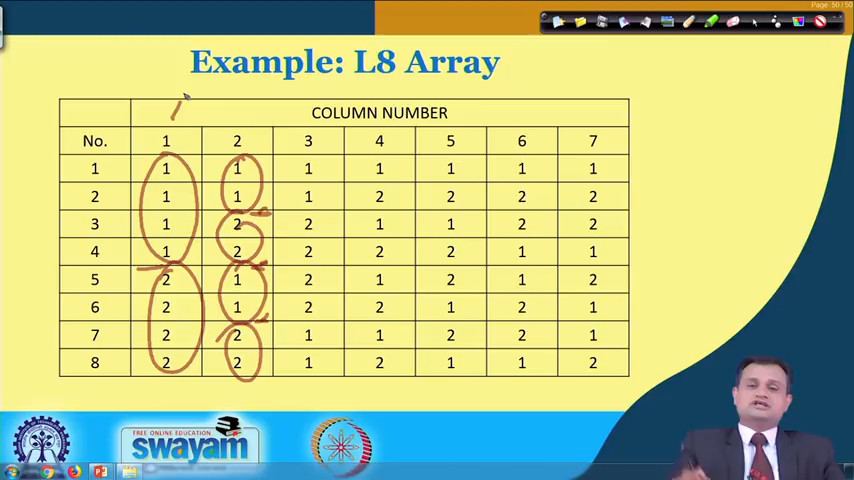 Page: 50 / 50
Example: L8 Array
COLUMN NUMBER
No. 1 2 3 4 5 6 7
1 1 1 1 1 1 1 1
2 1 1 1 2 2 2 2
3 1 2 2 1 1 2 2
4 1 2 2 2 2 1 1
5 2 1 2 1 2 1 2
6 2 1 2 2 1 2 1
7 2 2 1 1 2 2 1
8 2 2 1 2 1 1 2
FREE ONLINE EDUCATION
swayam